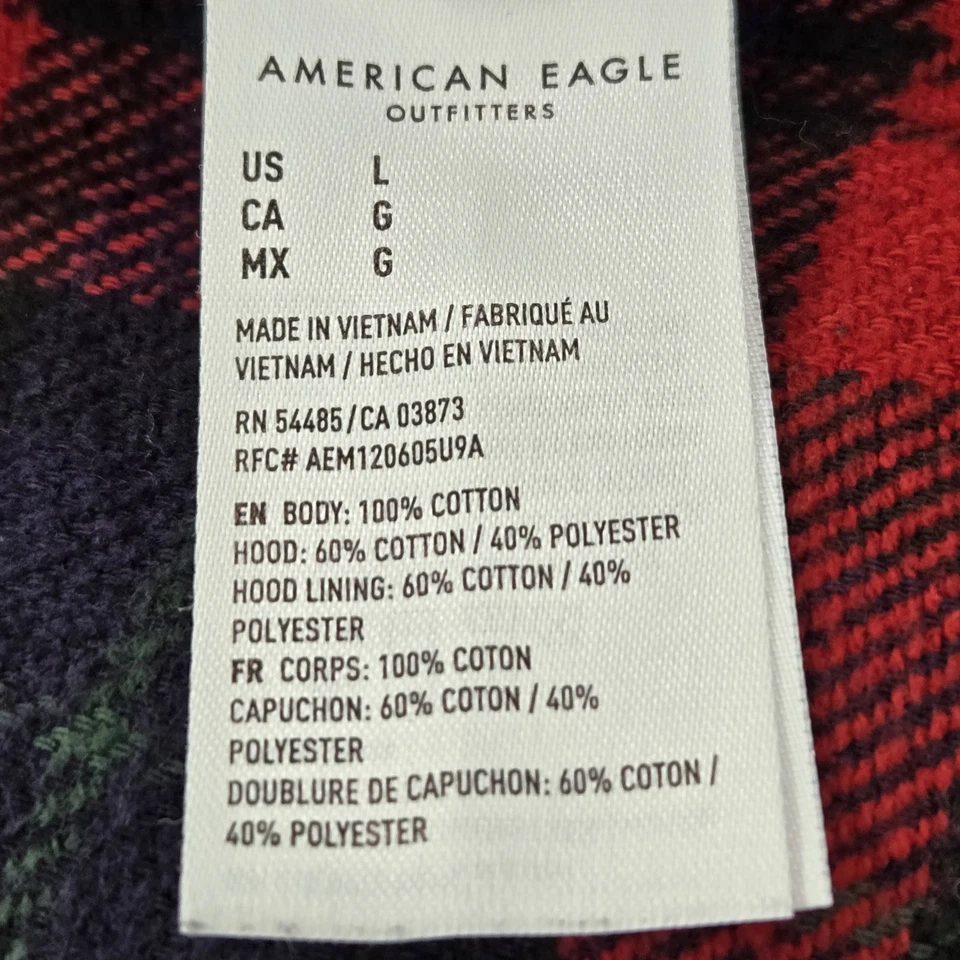 AMERICAN EAGLE
OUTFITTERS
US L
CA G
MX G
MADE IN VIETNAM / FABRIQUÉ AU
VIETNAM / HECHO EN VIETNAM
RN 54485/CA 03873
RFC# AEM120605U9A
EN BODY: 100% COTTON
HOOD: 60% COTTON / 40% POLYESTER
HOOD LINING: 60% COTTON / 40%
POLYESTER
FR CORPS: 100% COTON
CAPUCHON: 60% COTON / 40%
POLYESTER
DOUBLURE DE CAPUCHON: 60% COTON /
40% POLYESTER